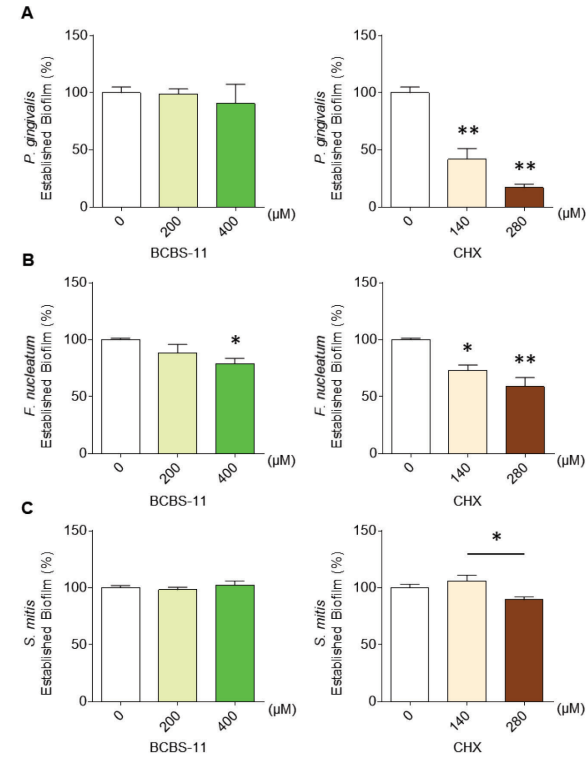 A
P. gingivalis
Established Biofilm (%)
150
100
50
0
**
**
0
200
400
(µM)
BCBS-11
P. gingivalis
Established Biofilm (%)
150
100
50
0
0
140
280
(µM)
CHX
B
F. nucleatum
Established Biofilm (%)
150
100
50
0
*
0
200
400
(µM)
BCBS-11
F. nucleatum
Established Biofilm (%)
150
100
50
0
*
**
0
140
280
(µM)
CHX
C
S. mitis
Established Biofilm (%)
150
100
50
0
0
200
400
(µM)
BCBS-11
S. mitis
Established Biofilm (%)
150
100
50
0
*
0
140
280
(µM)
CHX